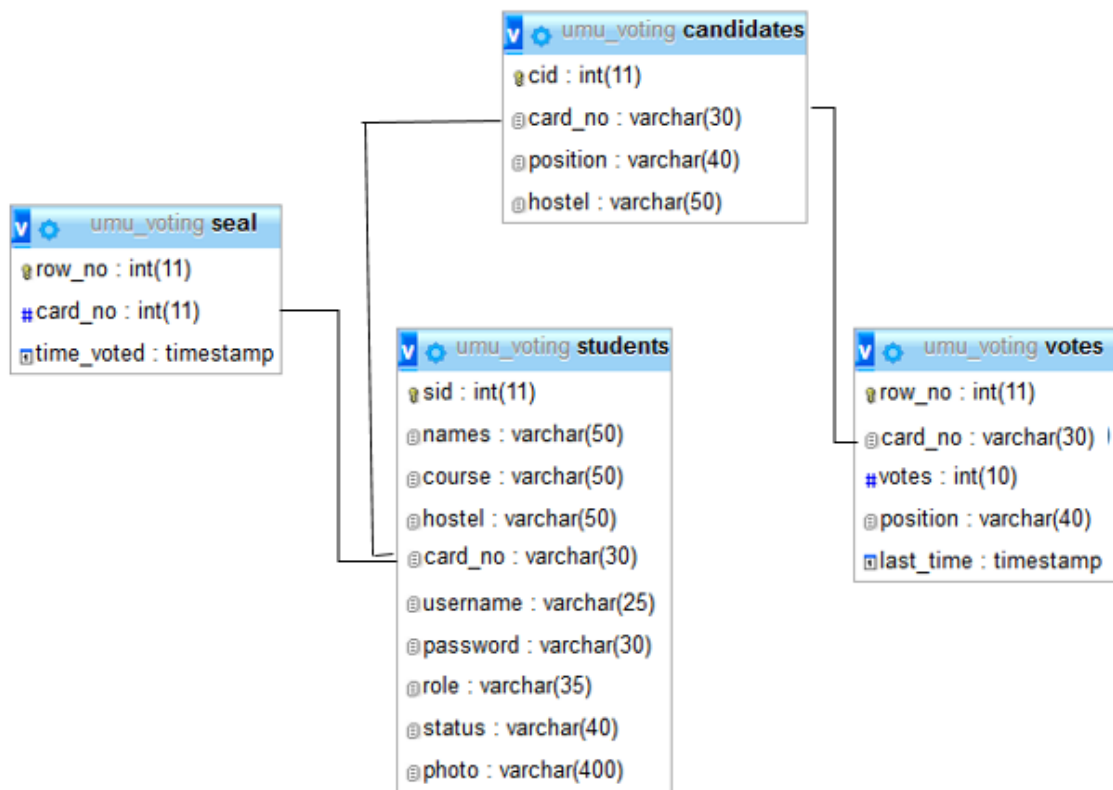 umu_voting candidates
cid : int(11)
card_no : varchar(30)
position : varchar(40)
hostel : varchar(50)
umu_voting seal
row_no : int(11)
card_no : int(11)
time_voted : timestamp
umu_voting students
sid : int(11)
names : varchar(50)
course : varchar(50)
hostel : varchar(50)
card_no : varchar(30)
username : varchar(25)
password : varchar(30)
role : varchar(35)
status : varchar(40)
photo : varchar(400)
umu_voting votes
row_no : int(11)
card_no : varchar(30)
#votes : int(10)
position : varchar(40)
last_time : timestamp